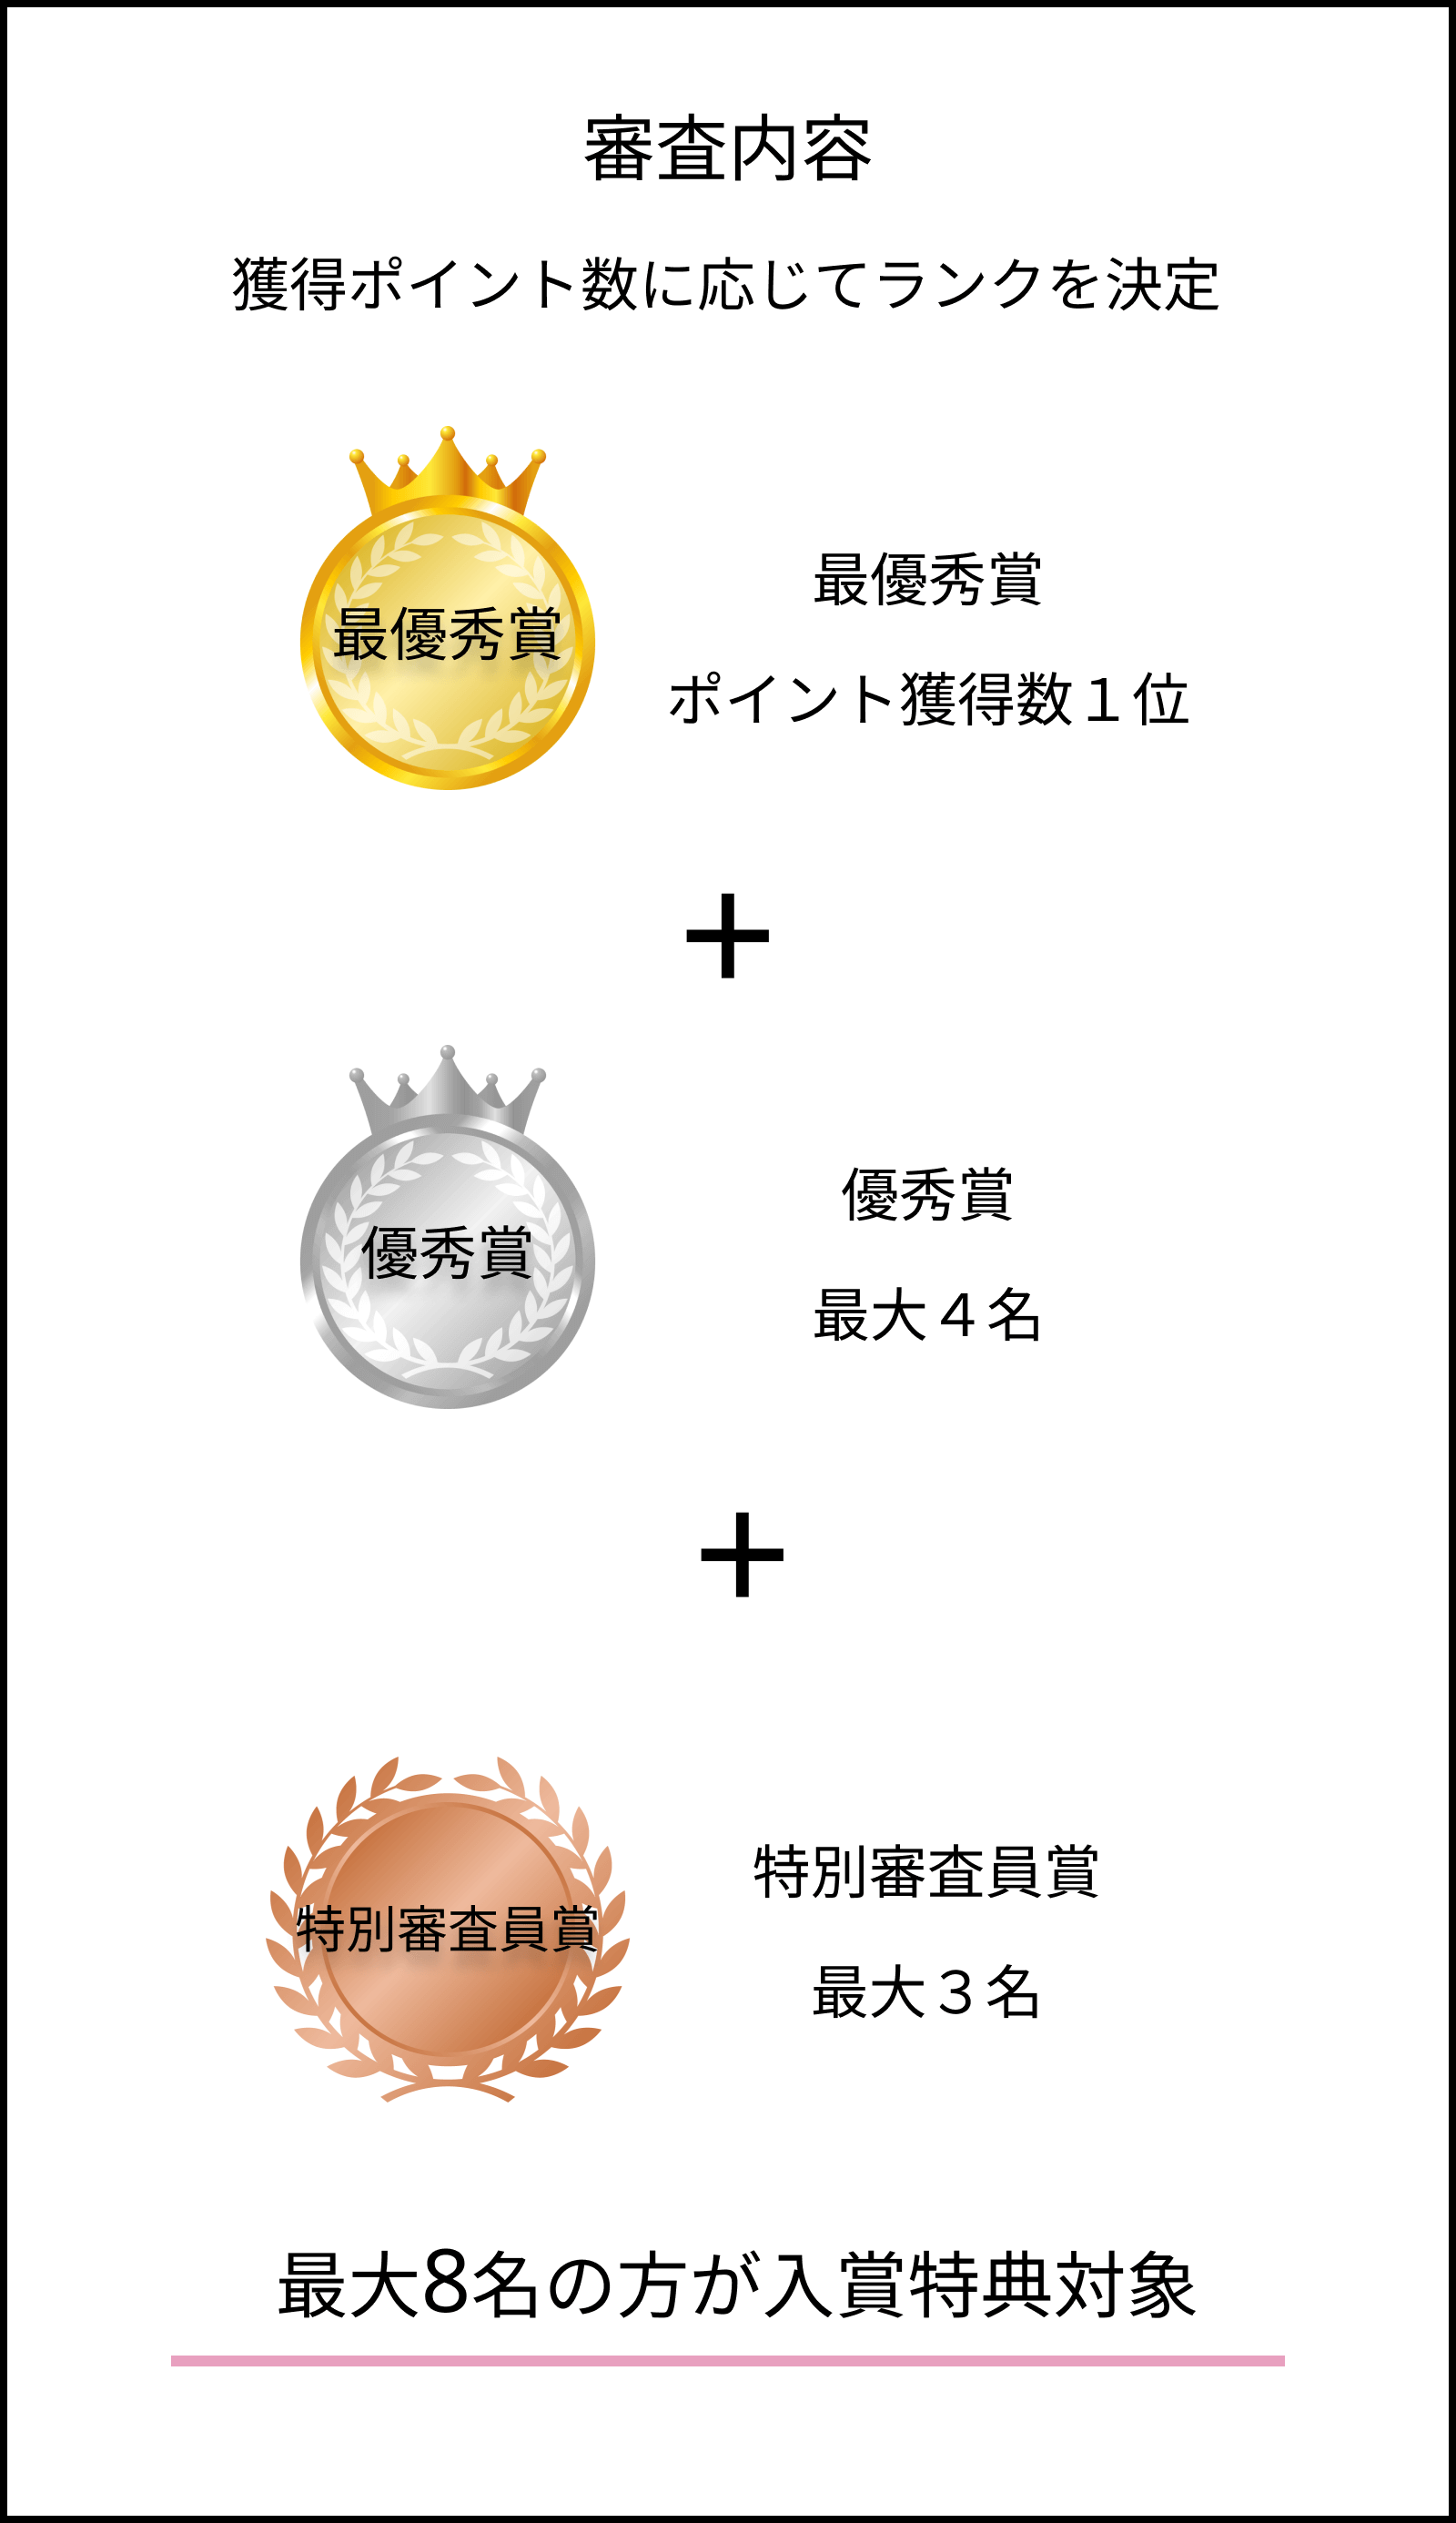 審査内容
獲得ポイント数に応じてランクを決定
最優秀賞
最優秀賞
ポイント獲得数１位
+
優秀賞
優秀賞
最大４名
+
特別審査員賞
特別審査員賞
最大３名
最大8名の方が入賞特典対象